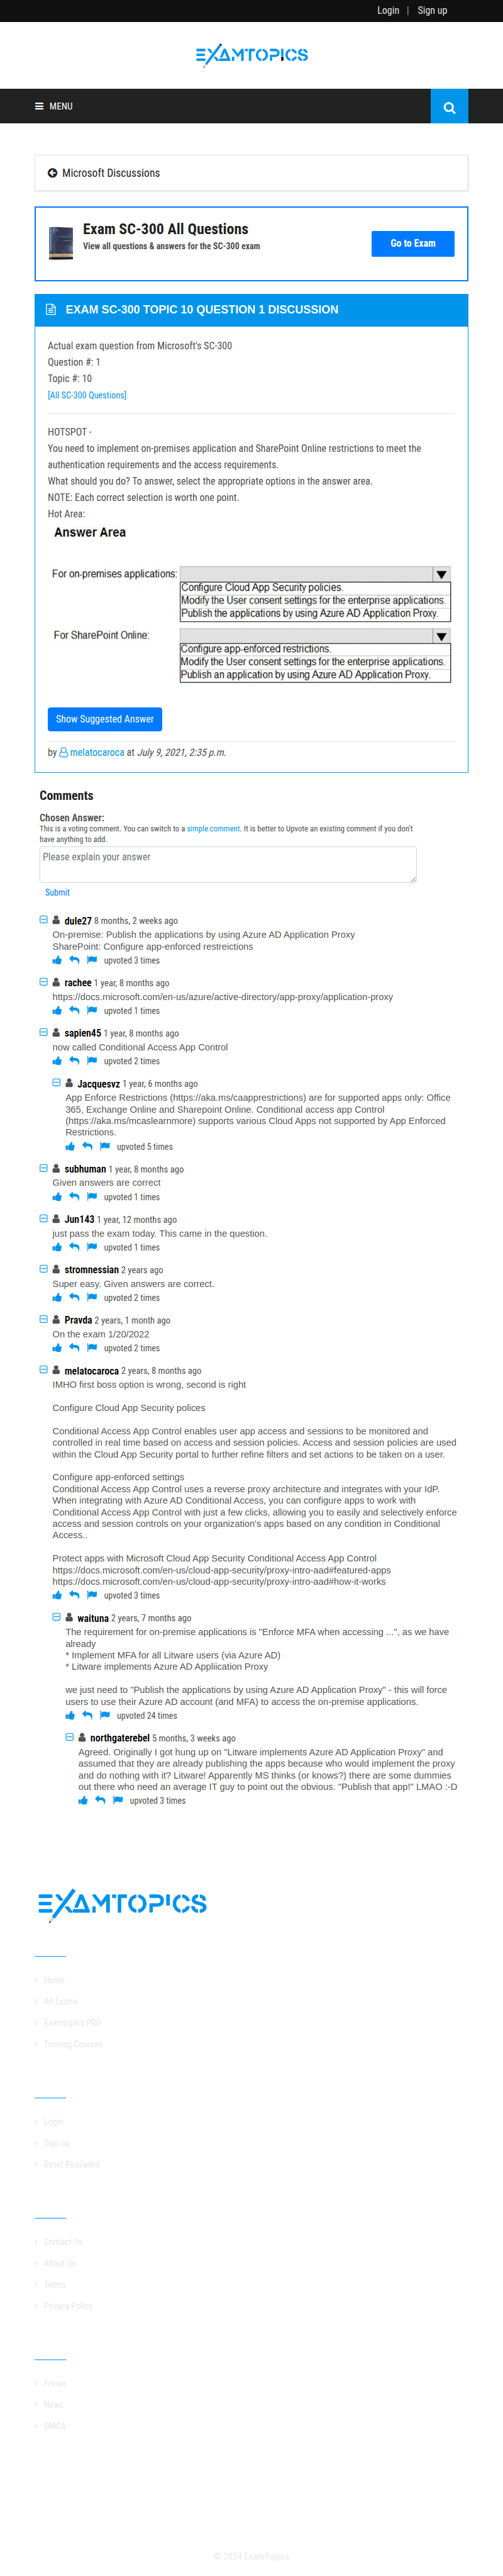 Login | Sign up
EXAMTOPICS
MENU
Microsoft Discussions
Exam SC-300 All Questions
View all questions & answers for the SC-300 exam
Go to Exam
EXAM SC-300 TOPIC 10 QUESTION 1 DISCUSSION
Actual exam question from Microsoft's SC-300
Question #: 1
Topic #: 10
[All SC-300 Questions]
HOTSPOT -
You need to implement on-premises application and SharePoint Online restrictions to meet the
authentication requirements and the access requirements.
What should you do? To answer, select the appropriate options in the answer area.
NOTE: Each correct selection is worth one point.
Hot Area:
Answer Area
For on-premises applications:
Configure Cloud App Security policies.
Modify the User consent settings for the enterprise applications.
Publish the applications by using Azure AD Application Proxy.
For SharePoint Online:
Configure app-enforced restrictions.
Modify the User consent settings for the enterprise applications.
Publish an application by using Azure AD Application Proxy.
Show Suggested Answer
by melatocaroca at July 9, 2021, 2:35 p.m.
Comments
Chosen Answer:
This is a voting comment. You can switch to a simple comment. It is better to Upvote an existing comment if you don't
have anything to add.
Please explain your answer
Submit
dule27 8 months, 2 weeks ago
On-premise: Publish the applications by using Azure AD Application Proxy
SharePoint: Configure app-enforced restreictions
upvoted 3 times
rachee 1 year, 8 months ago
https://docs.microsoft.com/en-us/azure/active-directory/app-proxy/application-proxy
upvoted 1 times
sapien45 1 year, 8 months ago
now called Conditional Access App Control
upvoted 2 times
Jacquesvz 1 year, 6 months ago
App Enforce Restrictions (https://aka.ms/caapprestrictions) are for supported apps only: Office
365, Exchange Online and Sharepoint Online. Conditional access app Control
(https://aka.ms/mcaslearnmore) supports various Cloud Apps not supported by App Enforced
Restrictions.
upvoted 5 times
subhuman 1 year, 8 months ago
Given answers are correct
upvoted 1 times
Jun143 1 year, 12 months ago
just pass the exam today. This came in the question.
upvoted 1 times
stromnessian 2 years ago
Super easy. Given answers are correct.
upvoted 2 times
Pravda 2 years, 1 month ago
On the exam 1/20/2022
upvoted 2 times
melatocaroca 2 years, 8 months ago
IMHO first boss option is wrong, second is right
Configure Cloud App Security polices
Conditional Access App Control enables user app access and sessions to be monitored and
controlled in real time based on access and session policies. Access and session policies are used
within the Cloud App Security portal to further refine filters and set actions to be taken on a user.
Configure app-enforced settings
Conditional Access App Control uses a reverse proxy architecture and integrates with your IdP.
When integrating with Azure AD Conditional Access, you can configure apps to work with
Conditional Access App Control with just a few clicks, allowing you to easily and selectively enforce
access and session controls on your organization's apps based on any condition in Conditional
Access..
Protect apps with Microsoft Cloud App Security Conditional Access App Control
https://docs.microsoft.com/en-us/cloud-app-security/proxy-intro-aad#featured-apps
https://docs.microsoft.com/en-us/cloud-app-security/proxy-intro-aad#how-it-works
upvoted 3 times
waituna 2 years, 7 months ago
The requirement for on-premise applications is "Enforce MFA when accessing ...", as we have
already
* Implement MFA for all Litware users (via Azure AD)
* Litware implements Azure AD Appliication Proxy
we just need to "Publish the applications by using Azure AD Application Proxy" - this will force
users to use their Azure AD account (and MFA) to access the on-premise applications.
upvoted 24 times
northgaterebel 5 months, 3 weeks ago
Agreed. Originally I got hung up on "Litware implements Azure AD Application Proxy" and
assumed that they are already publishing the apps because who would implement the proxy
and do nothing with it? Litware! Apparently MS thinks (or knows?) there are some dummies
out there who need an average IT guy to point out the obvious. "Publish that app!" LMAO :-D
upvoted 3 times
EXAMTOPICS
Home
All Exams
Examtopics PRO
Training Courses
Login
Sign up
Reset Password
Contact Us
About Us
Terms
Privacy Policy
Forum
News
DMCA
© 2024 ExamTopics